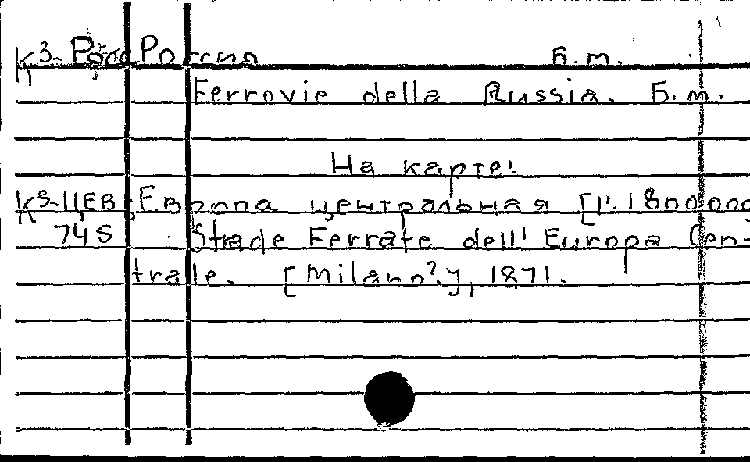 К3- Росс Россия Б.м.
Ferrovie della Russia. Б.м.
На карте:
К3-ЦЕВ Европа центральная [1:1800000
74S Strade Ferrate dell' Europa Cen-
trale. [Milano?], 1871.